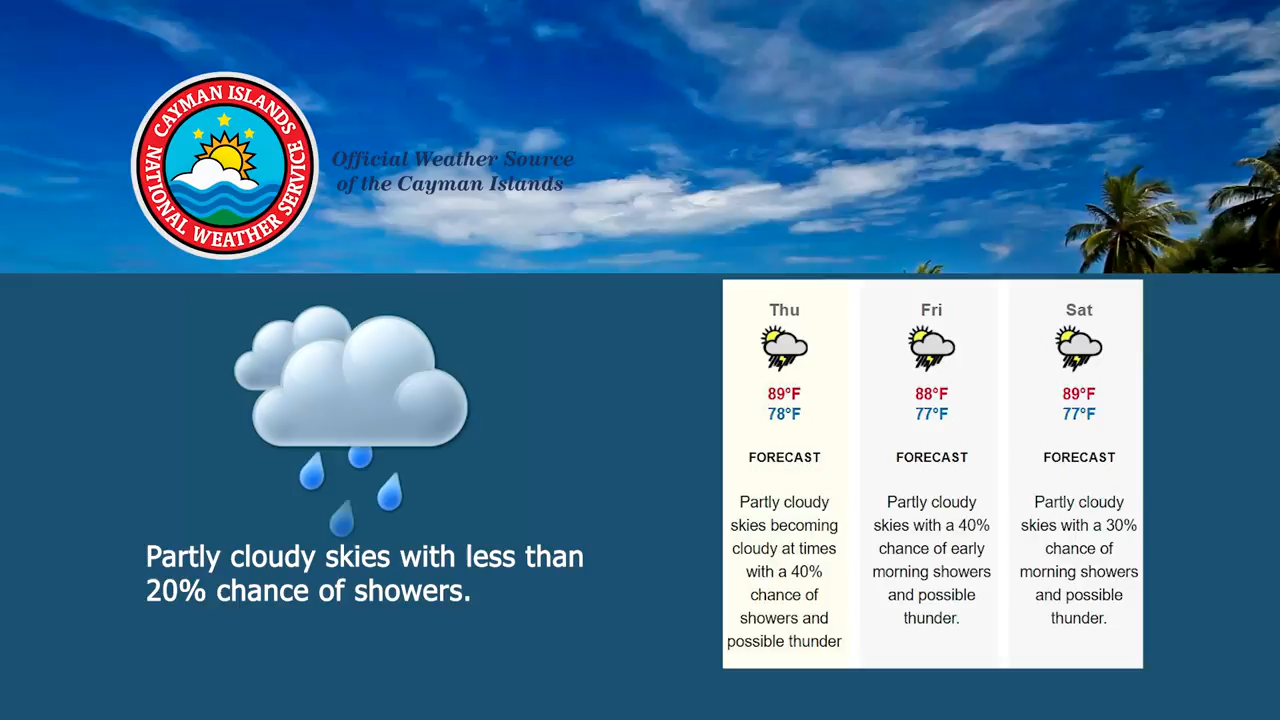 CAYMAN ISLANDS
NATIONAL WEATHER SERVICE
Official Weather Source
of the Cayman Islands
Partly cloudy skies with less than
20% chance of showers.
Thu
89°F
78°F
FORECAST
Partly cloudy
skies becoming
cloudy at times
with a 40%
chance of
showers and
possible thunder
Fri
88°F
77°F
FORECAST
Partly cloudy
skies with a 40%
chance of early
morning showers
and possible
thunder.
Sat
89°F
77°F
FORECAST
Partly cloudy
skies with a 30%
chance of
morning showers
and possible
thunder.